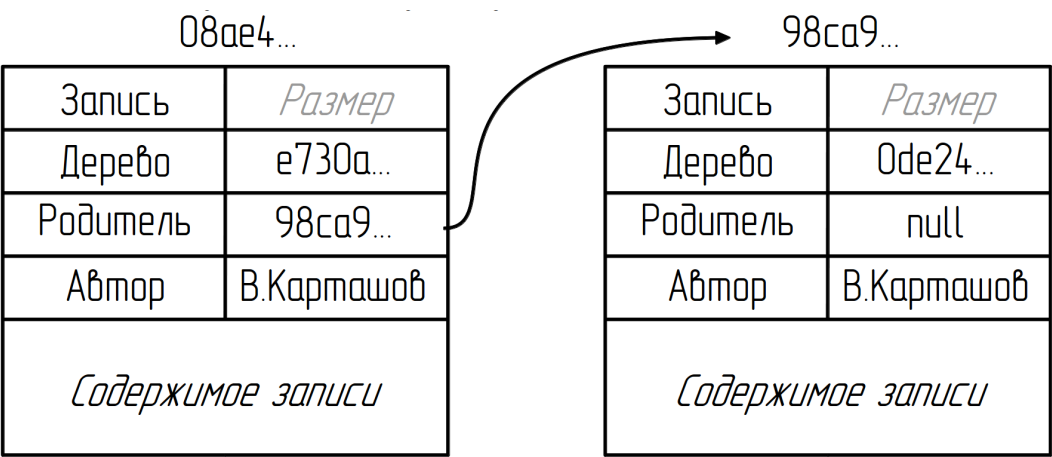 08ae4...
Запись Размер
Дерево e730a...
Родитель 98ca9...
Автор В.Карташов
Содержимое записи
98ca9...
Запись Размер
Дерево 0de24...
Родитель null
Автор В.Карташов
Содержимое записи